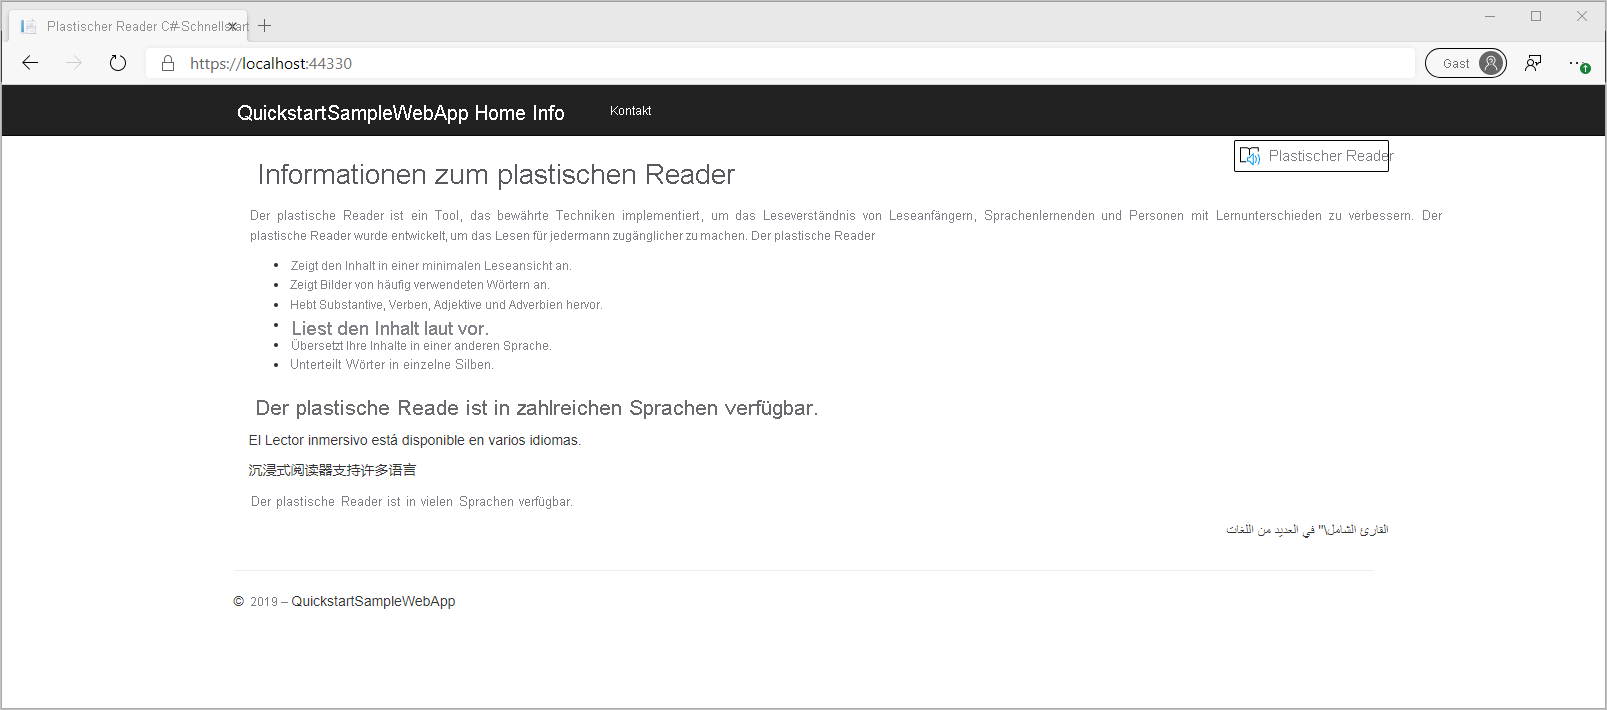 Plastischer Reader C#-Schnellstart
https://localhost:44330
Gast
QuickstartSampleWebApp Home Info
Kontakt
Plastischer Reader
Informationen zum plastischen Reader
Der plastische Reader ist ein Tool, das bewährte Techniken implementiert, um das Leseverständnis von Leseanfängern, Sprachenlernenden und Personen mit Lernunterschieden zu verbessern. Der
plastische Reader wurde entwickelt, um das Lesen für jedermann zugänglicher zu machen. Der plastische Reader
Zeigt den Inhalt in einer minimalen Leseansicht an.
Zeigt Bilder von häufig verwendeten Wörtern an.
Hebt Substantive, Verben, Adjektive und Adverbien hervor.
Liest den Inhalt laut vor.
Übersetzt Ihre Inhalte in einer anderen Sprache.
Unterteilt Wörter in einzelne Silben.
Der plastische Reade ist in zahlreichen Sprachen verfügbar.
El Lector inmersivo está disponible en varios idiomas.
沉浸式阅读器支持许多语言
Der plastische Reader ist in vielen Sprachen verfügbar.
القارئ الشامل\" في العديد من اللغات
© 2019 – QuickstartSampleWebApp